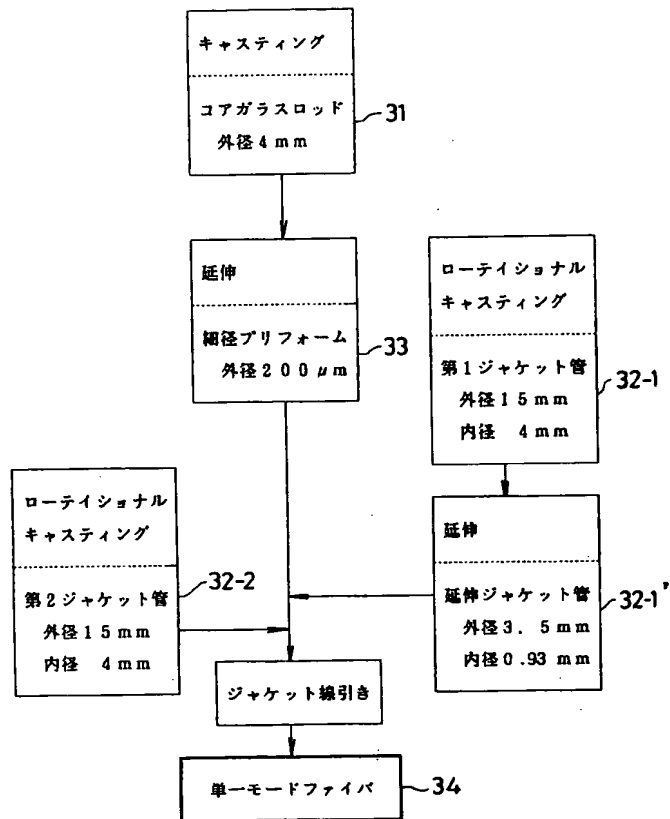 キャスティング
コアガラスロッド
外径4mm
31
延伸
細径プリフォーム
外径200μm
33
ローテイショナル
キャスティング
第1ジャケット管
外径15mm
内径 4mm
32-1
ローテイショナル
キャスティング
第2ジャケット管
外径15mm
内径 4mm
32-2
延伸
延伸ジャケット管
外径3.5mm
内径0.93mm
32-1'
ジャケット線引き
単一モードファイバ
34